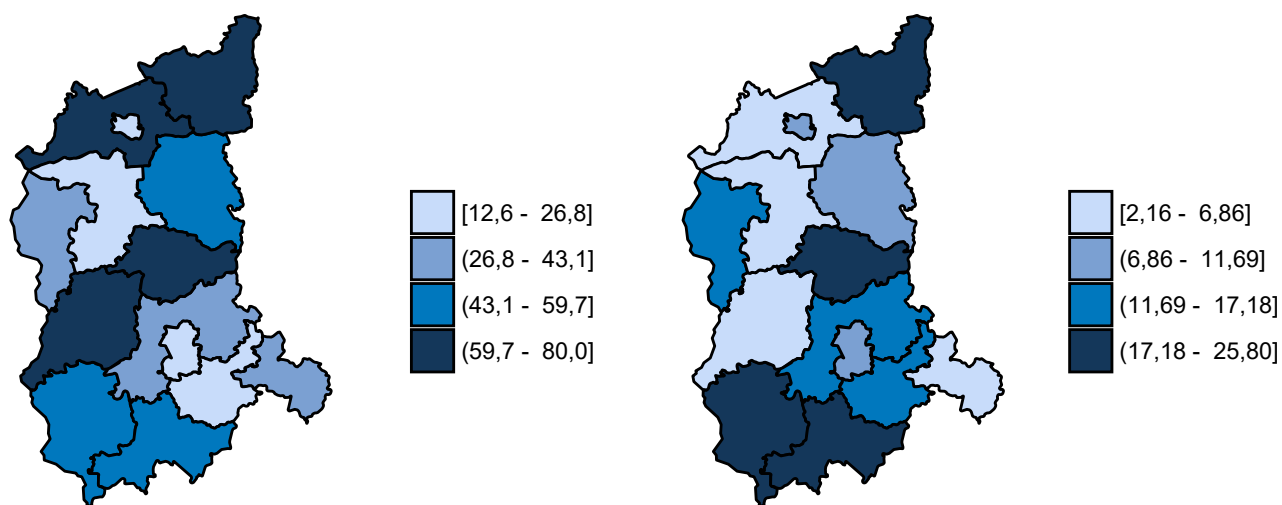 [12,6 - 26,8]
(26,8 - 43,1]
(43,1 - 59,7]
(59,7 - 80,0]
[2,16 - 6,86]
(6,86 - 11,69]
(11,69 - 17,18]
(17,18 - 25,80]